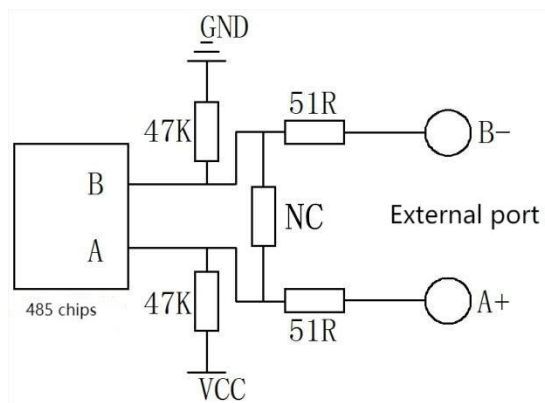 GND
51R
47K
B-
B
NC
External port
A
A+
485 chips
47K
51R
VCC